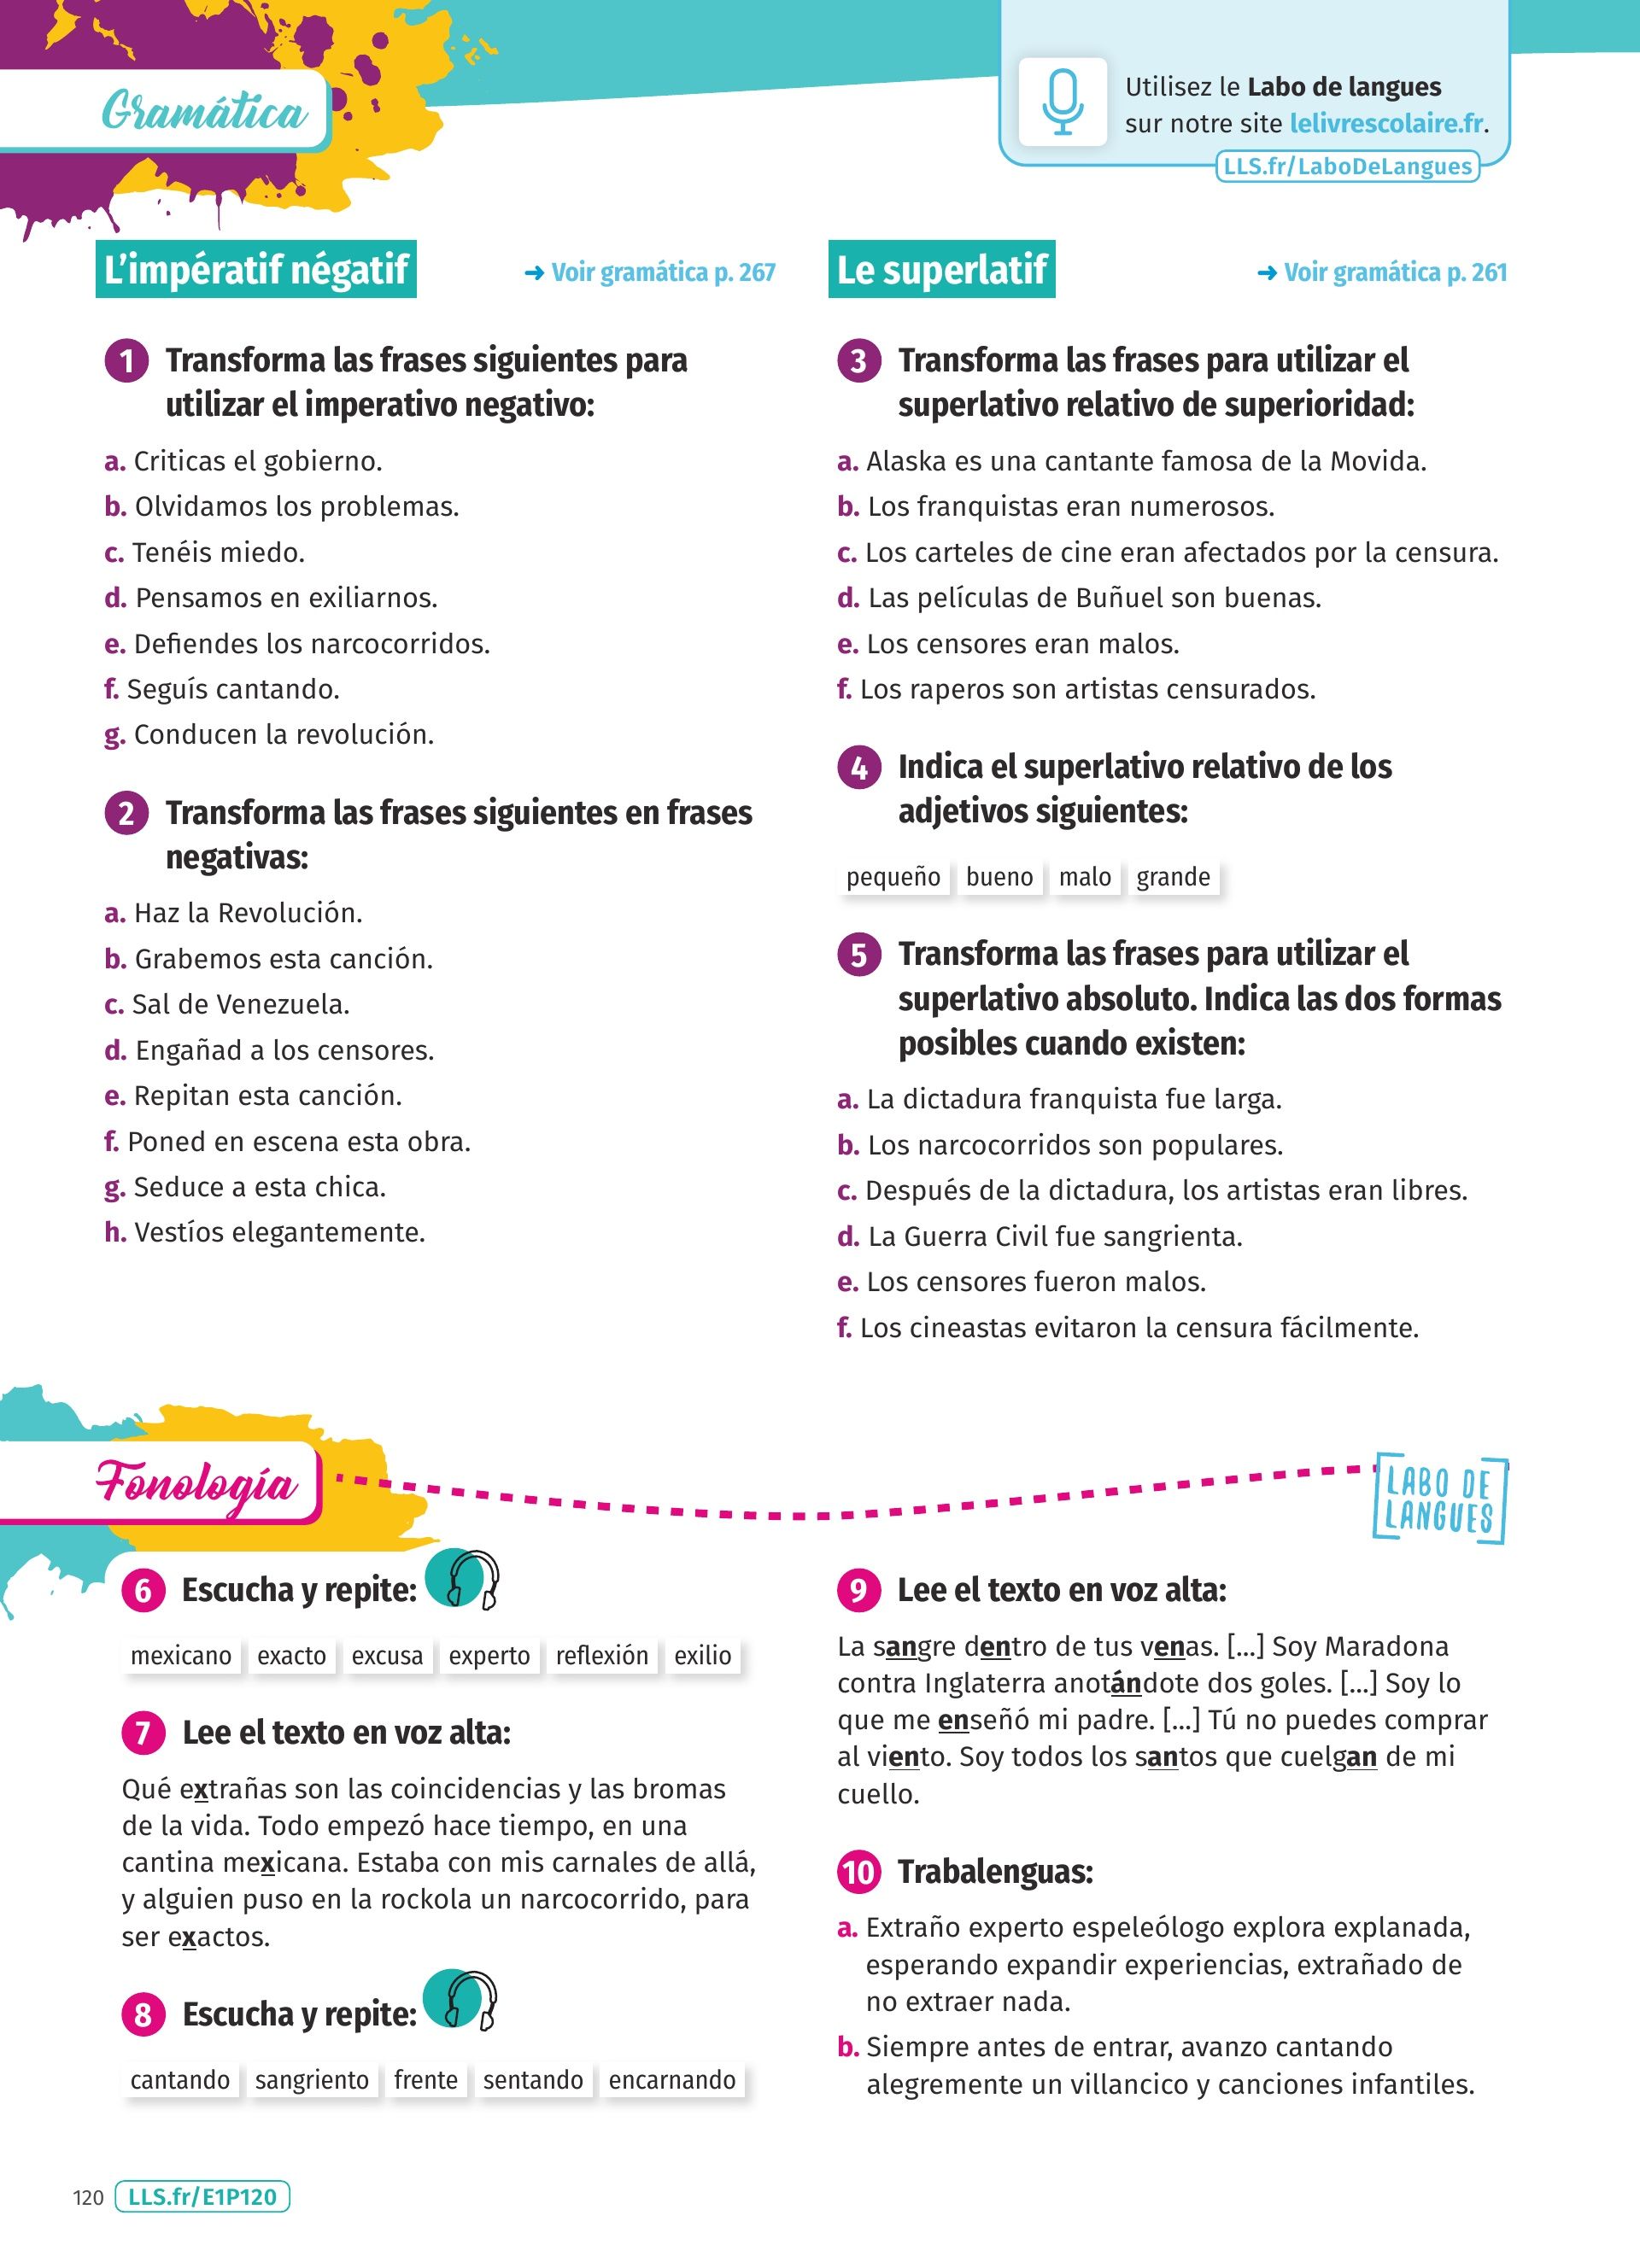 Gramática
Utilisez le Labo de langues
sur notre site lelivrescolaire.fr.
LLS.fr/LaboDeLangues
L'impératif négatif
➜ Voir gramática p. 267
1 Transforma las frases siguientes para
utilizar el imperativo negativo:
a. Criticas el gobierno.
b. Olvidamos los problemas.
c. Tenéis miedo.
d. Pensamos en exiliarnos.
e. Defiendes los narcocorridos.
f. Seguís cantando.
g. Conducen la revolución.
2 Transforma las frases siguientes en frases
negativas:
a. Haz la Revolución.
b. Grabemos esta canción.
c. Sal de Venezuela.
d. Engañad a los censores.
e. Repitan esta canción.
f. Poned en escena esta obra.
g. Seduce a esta chica.
h. Vestíos elegantemente.
Le superlatif
➜ Voir gramática p. 261
3 Transforma las frases para utilizar el
superlativo relativo de superioridad:
a. Alaska es una cantante famosa de la Movida.
b. Los franquistas eran numerosos.
c. Los carteles de cine eran afectados por la censura.
d. Las películas de Buñuel son buenas.
e. Los censores eran malos.
f. Los raperos son artistas censurados.
4 Indica el superlativo relativo de los
adjetivos siguientes:
pequeño bueno malo grande
5 Transforma las frases para utilizar el
superlativo absoluto. Indica las dos formas
posibles cuando existen:
a. La dictadura franquista fue larga.
b. Los narcocorridos son populares.
c. Después de la dictadura, los artistas eran libres.
d. La Guerra Civil fue sangrienta.
e. Los censores fueron malos.
f. Los cineastas evitaron la censura fácilmente.
Fonología
LABO DE
LANGUES
6 Escucha y repite:
mexicano exacto excusa experto reflexión exilio
7 Lee el texto en voz alta:
Qué extrañas son las coincidencias y las bromas
de la vida. Todo empezó hace tiempo, en una
cantina mexicana. Estaba con mis carnales de allá,
y alguien puso en la rockola un narcocorrido, para
ser exactos.
8 Escucha y repite:
cantando sangriento frente sentando encarnando
9 Lee el texto en voz alta:
La sangre dentro de tus venas. [...] Soy Maradona
contra Inglaterra anotándote dos goles. [...] Soy lo
que me enseñó mi padre. [...] Tú no puedes comprar
al viento. Soy todos los santos que cuelgan de mi
cuello.
10 Trabalenguas:
a. Extraño experto espeleólogo explora explanada,
esperando expandir experiencias, extrañado de
no extraer nada.
b. Siempre antes de entrar, avanzo cantando
alegremente un villancico y canciones infantiles.
120 LLS.fr/E1P120